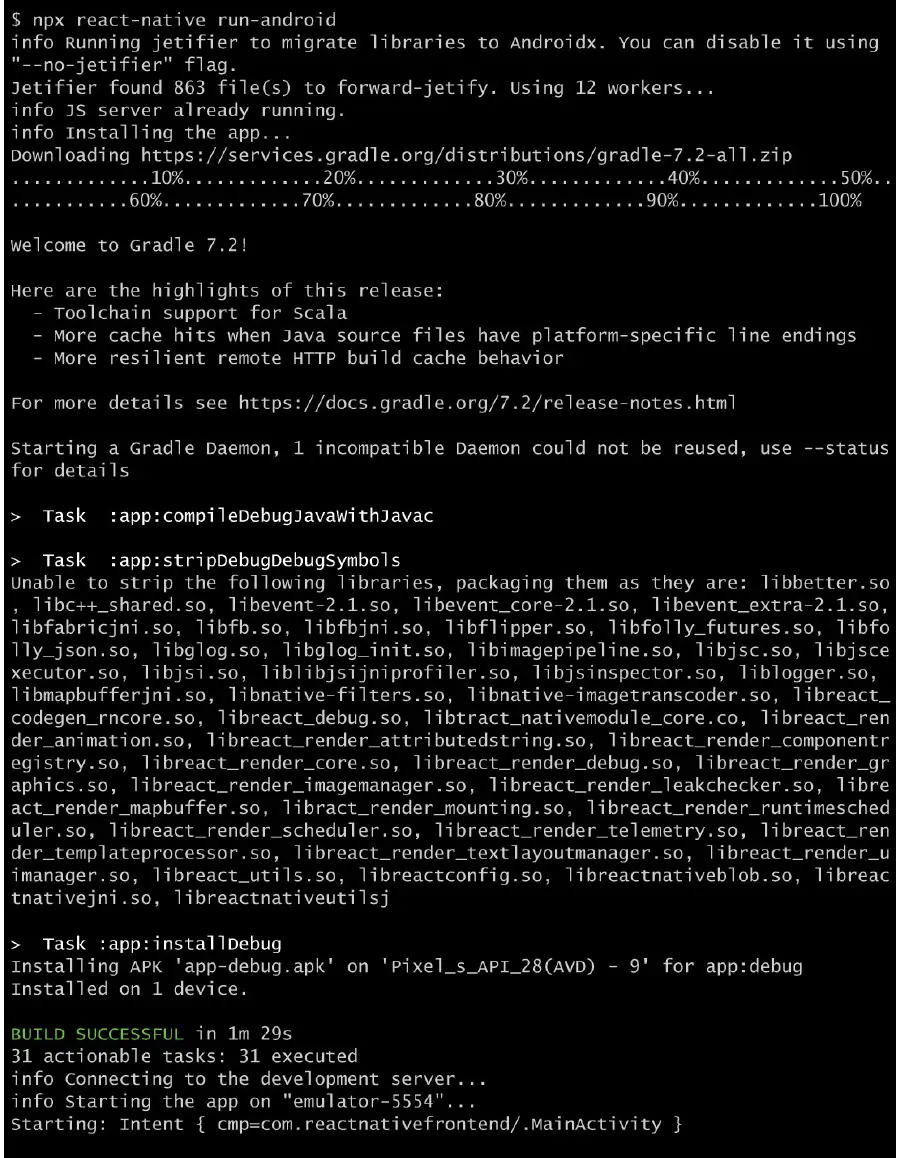 $ npx react-native run-android
info Running jetifier to migrate libraries to Androidx. You can disable it using
"--no-jetifier" flag.
Jetifier found 863 file(s) to forward-jetify. Using 12 workers...
info JS server already running.
info Installing the app...
Downloading https://services.gradle.org/distributions/gradle-7.2-all.zip
.............10%.............20%.............30%.............40%.............50%..
...........60%.............70%.............80%.............90%.............100%
Welcome to Gradle 7.2!
Here are the highlights of this release:
- Toolchain support for Scala
- More cache hits when Java source files have platform-specific line endings
- More resilient remote HTTP build cache behavior
For more details see https://docs.gradle.org/7.2/release-notes.html
Starting a Gradle Daemon, 1 incompatible Daemon could not be reused, use --status
for details
> Task :app:compileDebugJavaWithJavac
> Task :app:stripDebugDebugSymbols
Unable to strip the following libraries, packaging them as they are: libbetter.so
, libc++_shared.so, libevent-2.1.so, libevent_core-2.1.so, libevent_extra-2.1.so,
libfabricjni.so, libfb.so, libfbjni.so, libflipper.so, libfolly_futures.so, libfo
lly_json.so, libglog.so, libglog_init.so, libimagepipeline.so, libjsc.so, libjsce
xecutor.so, libjsi.so, liblibjsijniprofiler.so, libjsinspector.so, liblogger.so,
libmapbufferjni.so, libnative-filters.so, libnative-imagetranscoder.so, libreact_
codegen_rncore.so, libreact_debug.so, libtract_nativemodule_core.co, libreact_ren
der_animation.so, libreact_render_attributedstring.so, libreact_render_componentr
egistry.so, libreact_render_core.so, libreact_render_debug.so, libreact_render_gr
aphics.so, libreact_render_imagemanager.so, libreact_render_leakchecker.so, libre
act_render_mapbuffer.so, libract_render_mounting.so, libreact_render_runtimesched
uler.so, libreact_render_scheduler.so, libreact_render_telemetry.so, libreact_ren
der_templateprocessor.so, libreact_render_textlayoutmanager.so, libreact_render_u
imanager.so, libreact_utils.so, libreactconfig.so, libreactnativeblob.so, libreac
tnativejni.so, libreactnativeutilsj
> Task :app:installDebug
Installing APK 'app-debug.apk' on 'Pixel_s_API_28(AVD) - 9' for app:debug
Installed on 1 device.
BUILD SUCCESSFUL in 1m 29s
31 actionable tasks: 31 executed
info Connecting to the development server...
info Starting the app on "emulator-5554"...
Starting: Intent { cmp=com.reactnativefrontend/.MainActivity }